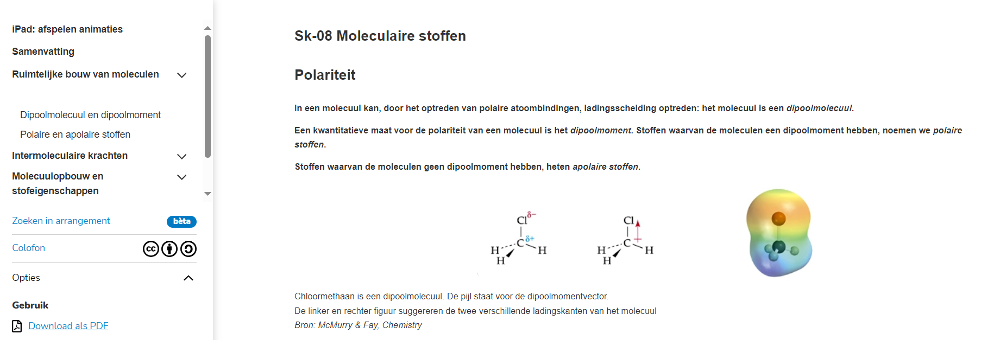 iPad: afspelen animaties
Samenvatting
Ruimtelijke bouw van moleculen
Dipoolmolecuul en dipoolmoment
Polaire en apolaire stoffen
Intermoleculaire krachten
Molecuulopbouw en
stofeigenschappen
Zoeken in arrangement bèta
Colofon cc
Opties
Gebruik
Download als PDF
Sk-08 Moleculaire stoffen
Polariteit
In een molecuul kan, door het optreden van polaire atoombindingen, ladingsscheiding optreden: het molecuul is een dipoolmolecuul.
Een kwantitatieve maat voor de polariteit van een molecuul is het dipoolmoment. Stoffen waarvan de moleculen een dipoolmoment hebben, noemen we polaire
stoffen.
Stoffen waarvan de moleculen geen dipoolmoment hebben, heten apolaire stoffen.
Cl δ−
C δ+
H H
H
Cl
C
H H
H
Chloormethaan is een dipoolmolecuul. De pijl staat voor de dipoolmomentvector.
De linker en rechter figuur suggereren de twee verschillende ladingskanten van het molecuul
Bron: McMurry & Fay, Chemistry